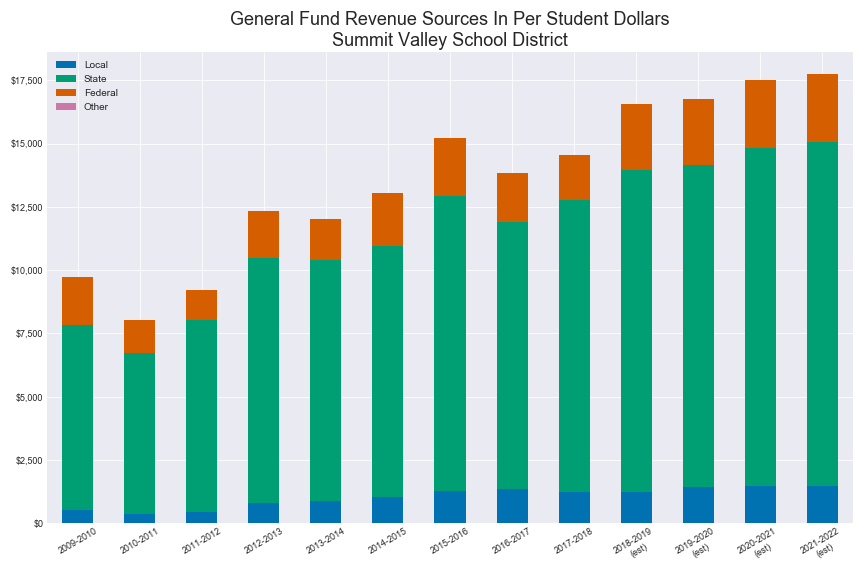 General Fund Revenue Sources In Per Student Dollars
Summit Valley School District
Local
State
Federal
Other
$17,500
$15,000
$12,500
$10,000
$7,500
$5,000
$2,500
$0
2009-2010
2010-2011
2011-2012
2012-2013
2013-2014
2014-2015
2015-2016
2016-2017
2017-2018
2018-2019
(est)
2019-2020
(est)
2020-2021
(est)
2021-2022
(est)